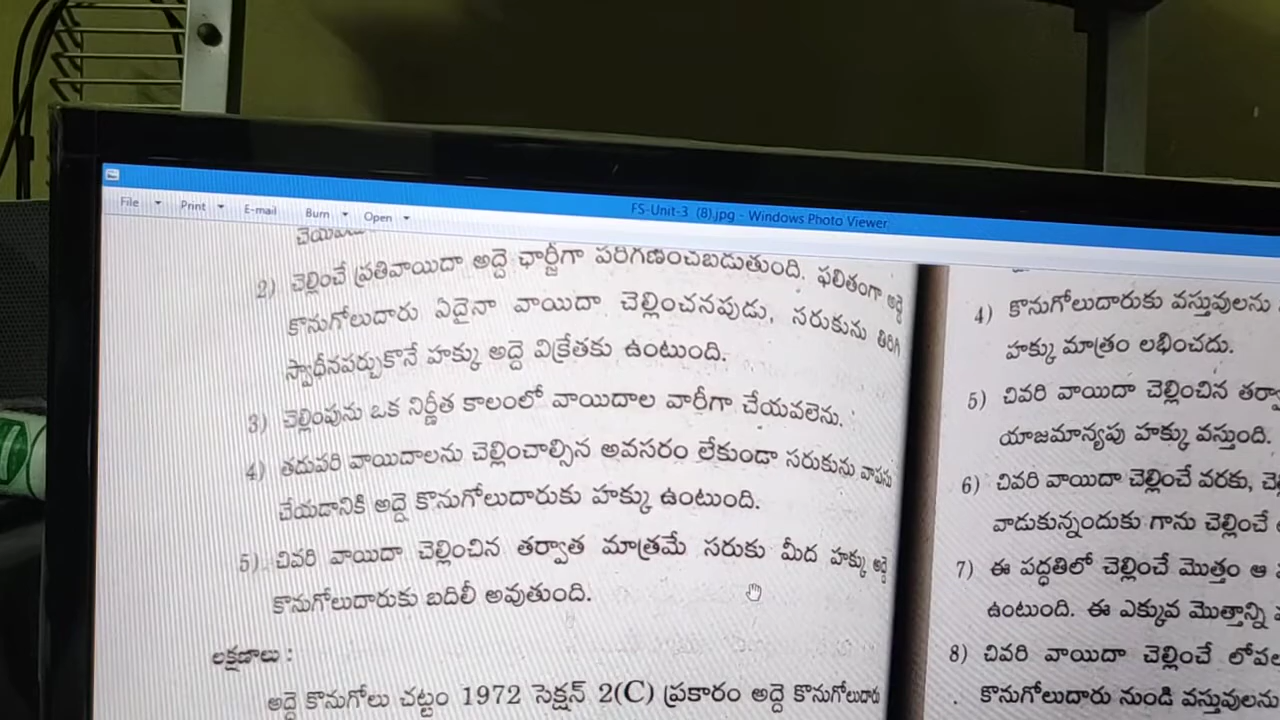 File Print E-mail Burn Open
FS-Unit-3 (8).jpg - Windows Photo Viewer
2) చెల్లించే ప్రతివాయిదా అద్దె ఛార్జీగా పరిగణించబడుతుంది. ఫలితంగా అద్దె
కొనుగోలుదారు ఏదైనా వాయిదా చెల్లించనపుడు, సరుకును తిరిగి
స్వాధీనపర్చుకొనే హక్కు అద్దె విక్రేతకు ఉంటుంది.
3) చెల్లింపును ఒక నిర్ణీత కాలంలో వాయిదాల వారీగా చేయవలెను.
4) తదుపరి వాయిదాలను చెల్లించాల్సిన అవసరం లేకుండా సరుకును వాపసు
చేయడానికి అద్దె కొనుగోలుదారుకు హక్కు ఉంటుంది.
5) చివరి వాయిదా చెల్లించిన తర్వాత మాత్రమే సరుకు మీద హక్కు అద్దె
కొనుగోలుదారుకు బదిలీ అవుతుంది.
లక్షణాలు :
అద్దె కొనుగోలు చట్టం 1972 సెక్షన్ 2(C) ప్రకారం అద్దె కొనుగోలుదారు
4) కొనుగోలుదారుకు వస్తువులను
హక్కు మాత్రం లభించదు.
5) చివరి వాయిదా చెల్లించిన
యాజమాన్యపు హక్కు వస్తుంది.
6) చివరి వాయిదా చెల్లించే వరకు,
వాడుకున్నందుకు గాను చెల్లించే
7) ఈ పద్ధతిలో చెల్లించే మొత్తం ఆ
ఉంటుంది. ఈ ఎక్కువ మొత్తాన్ని
8) చివరి వాయిదా చెల్లించే
కొనుగోలుదారు నుండి వస్తువులను